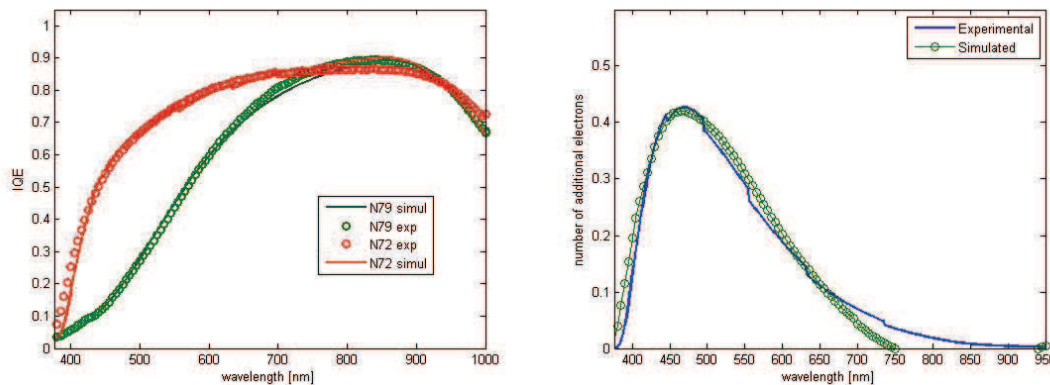 1
0.9
0.8
0.7
0.6
0.5
0.4
0.3
0.2
0.1
0
IQE
400 500 600 700 800 900 1000
wavelength [nm]
N79 simul
N79 exp
N72 exp
N72 simul
0.5
0.4
0.3
0.2
0.1
0
number of additional electrons
400 450 500 550 600 650 700 750 800 850 900 95
wavelength [nm]
Experimental
Simulated